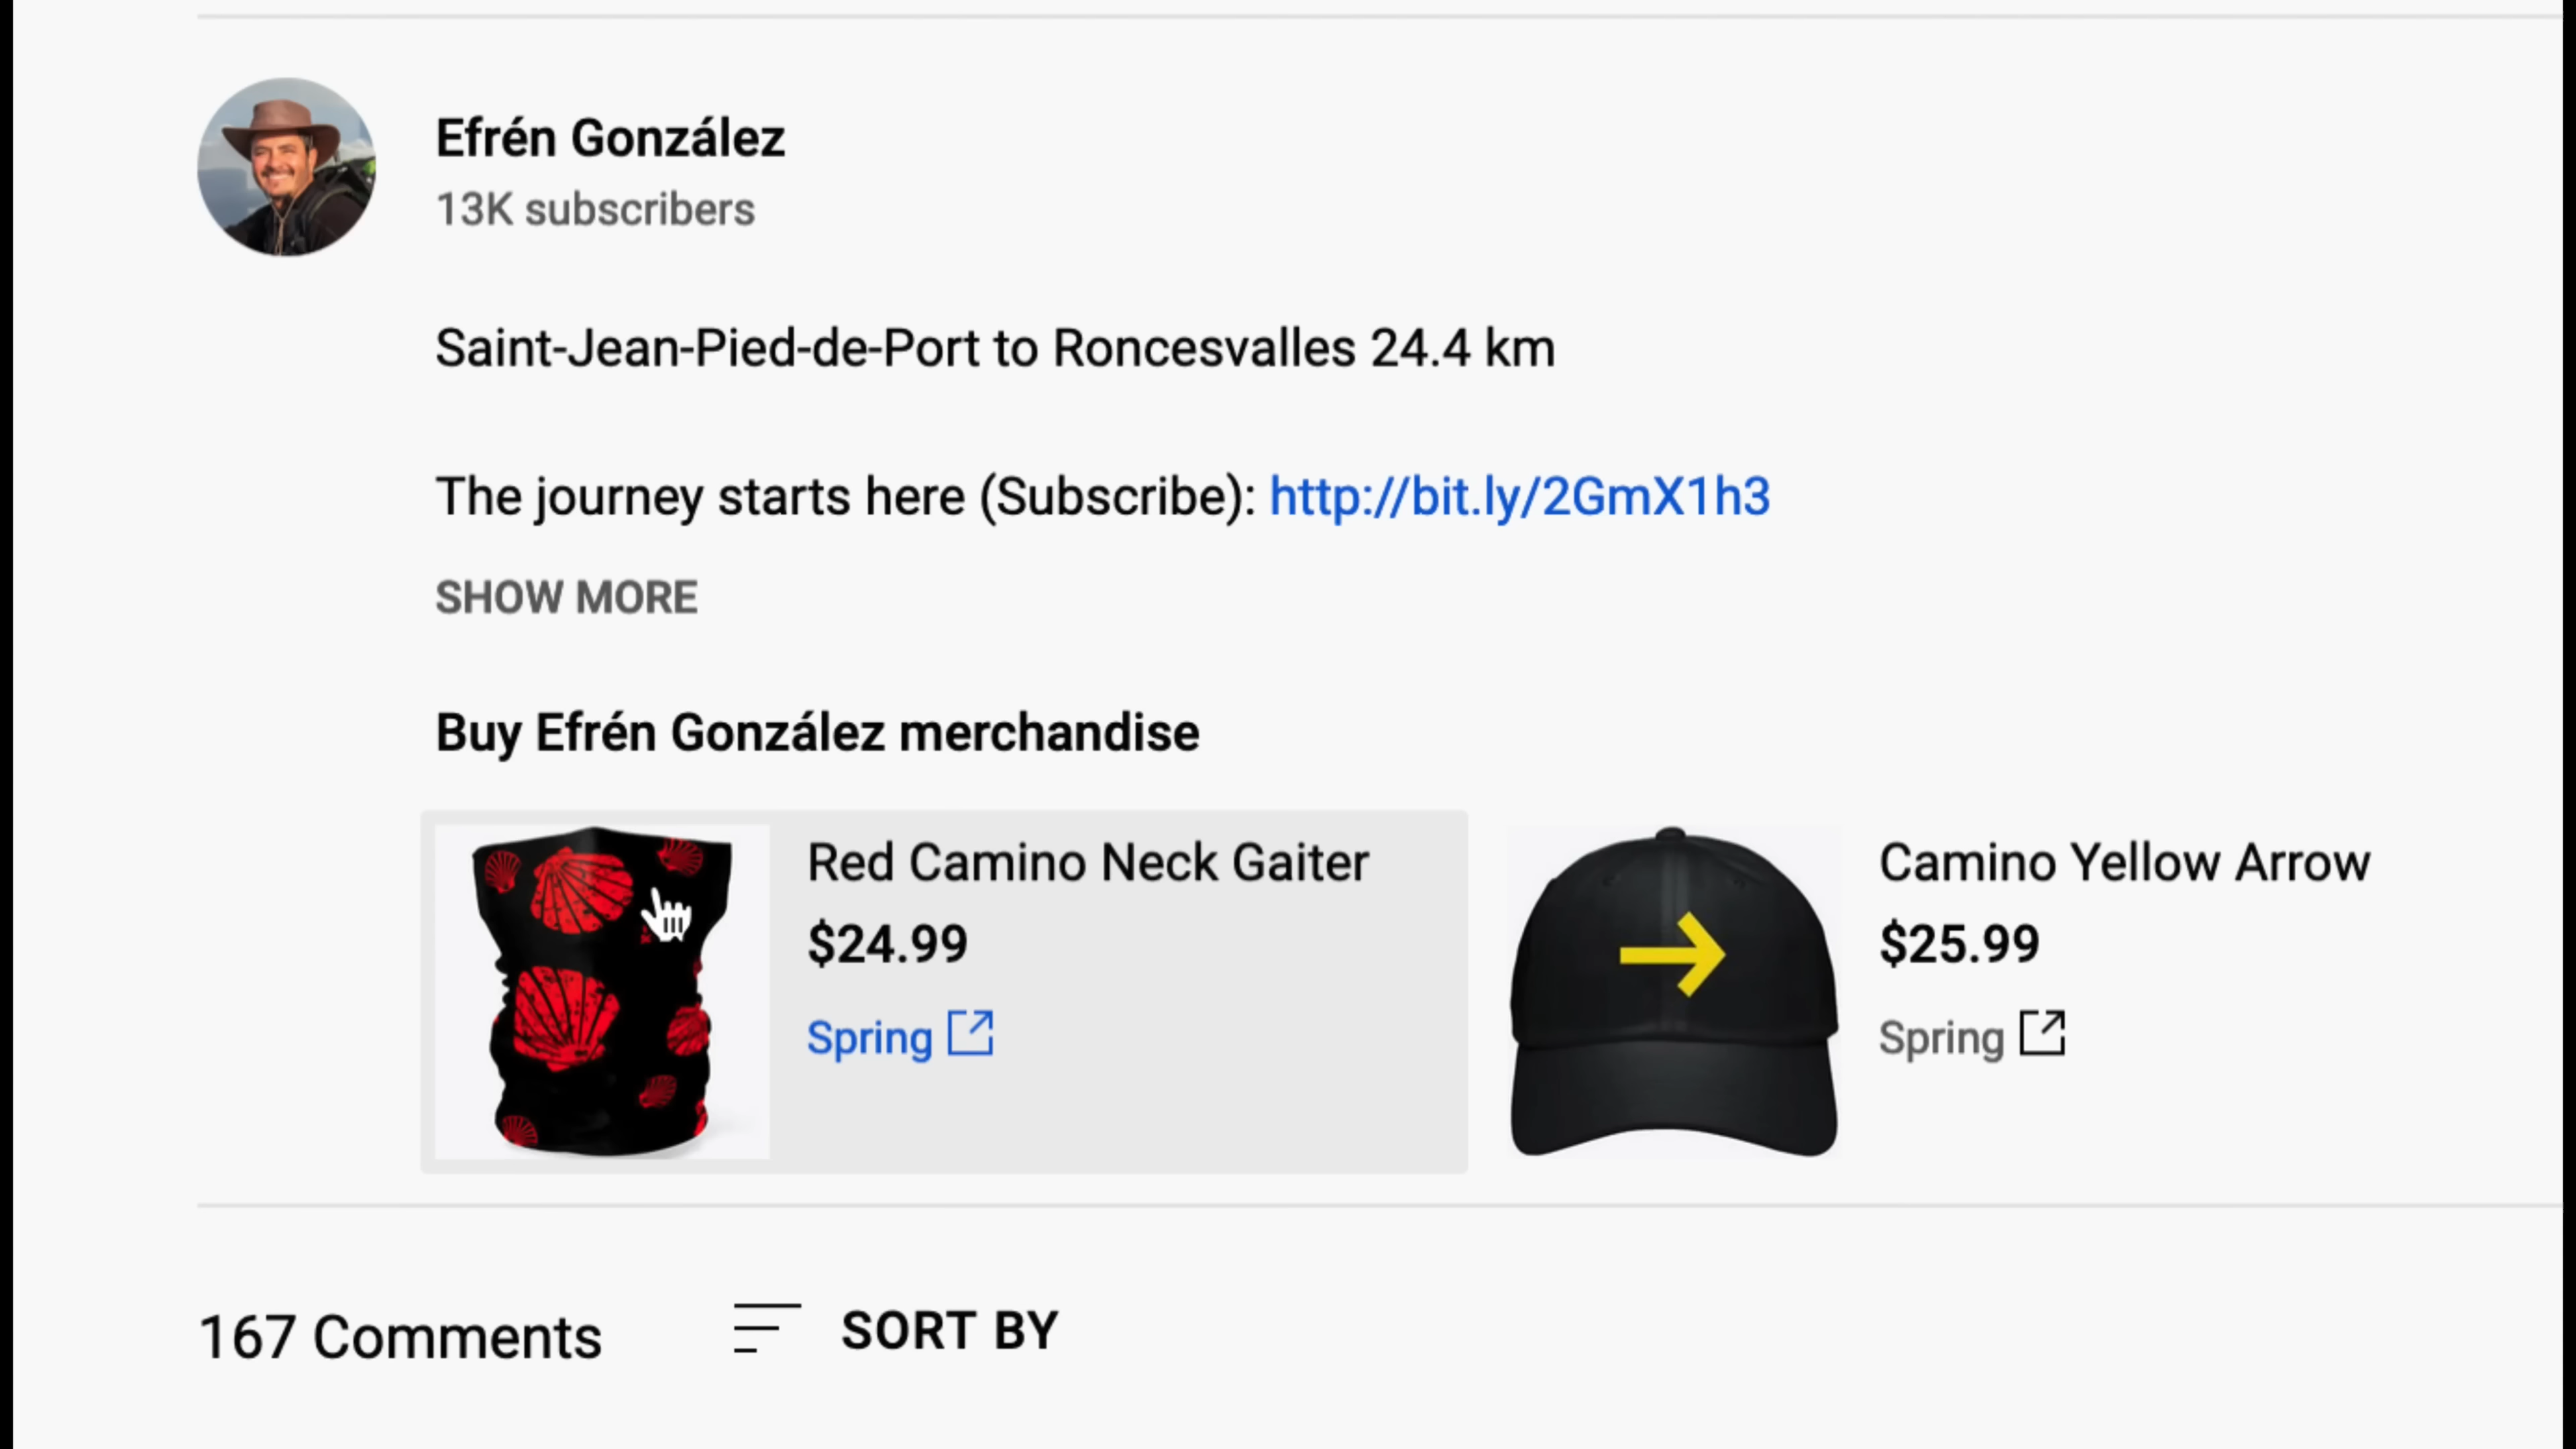 Efrén González
13K subscribers
Saint-Jean-Pied-de-Port to Roncesvalles 24.4 km
The journey starts here (Subscribe): http://bit.ly/2GmX1h3
SHOW MORE
Buy Efrén González merchandise
Red Camino Neck Gaiter
$24.99
Spring
Camino Yellow Arrow
$25.99
Spring
167 Comments
SORT BY